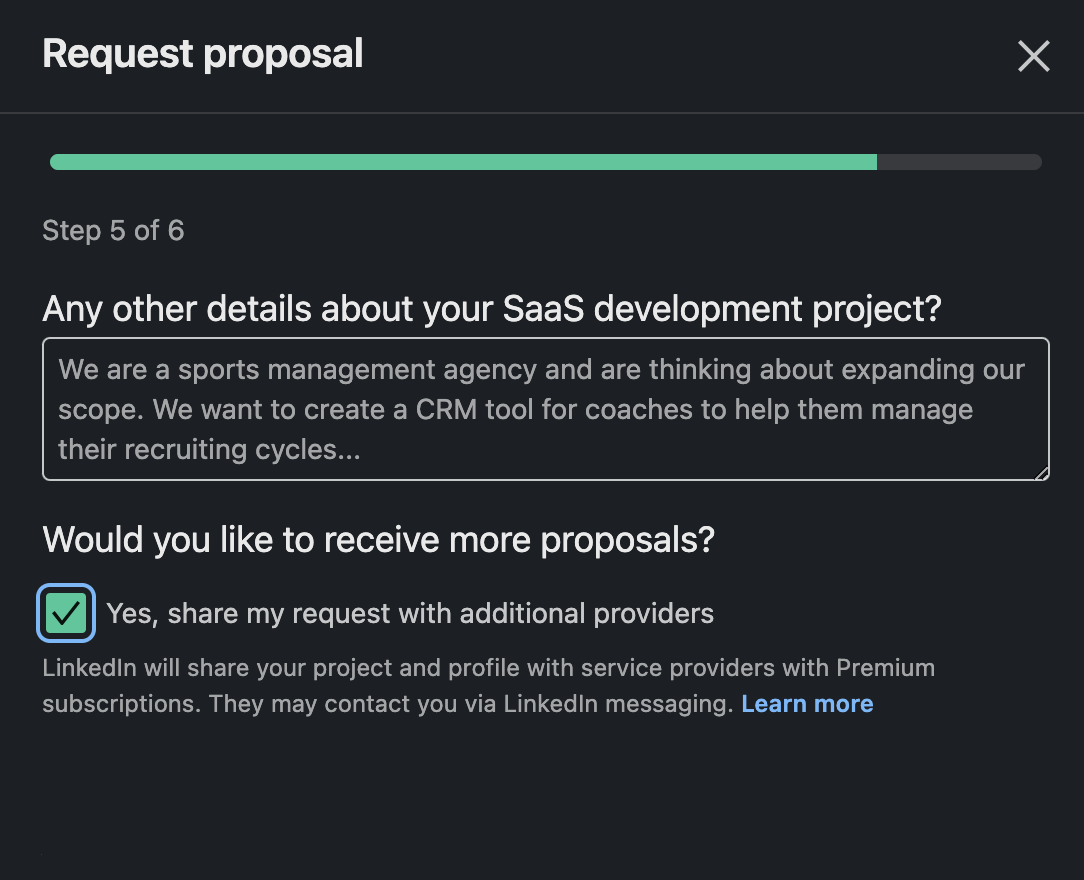 Request proposal
Step 5 of 6
Any other details about your SaaS development project?
We are a sports management agency and are thinking about expanding our
scope. We want to create a CRM tool for coaches to help them manage
their recruiting cycles...
Would you like to receive more proposals?
Yes, share my request with additional providers
LinkedIn will share your project and profile with service providers with Premium
subscriptions. They may contact you via LinkedIn messaging. Learn more